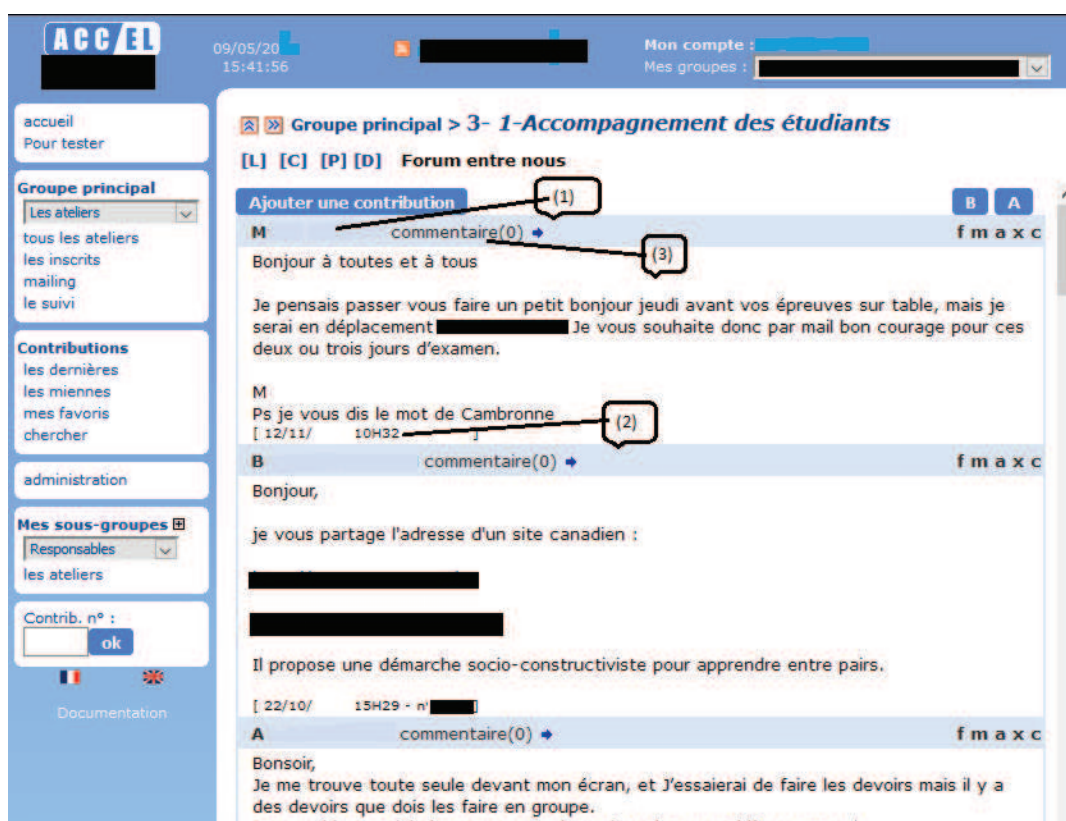 ACC/EL
09/05/20
15:41:56
Mon compte :
Mes groupes :
accueil
Pour tester
Groupe principal
Les ateliers
tous les ateliers
les inscrits
mailing
le suivi
Contributions
les dernières
les miennes
mes favoris
chercher
administration
Mes sous-groupes
Responsables
les ateliers
Contrib. n° :
ok
Documentation
Groupe principal > 3- 1-Accompagnement des étudiants
[L] [C] [P] [D] Forum entre nous
Ajouter une contribution
(1)
B A
M commentaire(0) f m a x c
(3)
Bonjour à toutes et à tous
Je pensais passer vous faire un petit bonjour jeudi avant vos épreuves sur table, mais je
serai en déplacement Je vous souhaite donc par mail bon courage pour ces
deux ou trois jours d’examen.
M
Ps je vous dis le mot de Cambronne
(2)
[ 12/11/ 10H32 ]
B commentaire(0) f m a x c
Bonjour,
je vous partage l'adresse d'un site canadien :
Il propose une démarche socio-constructiviste pour apprendre entre pairs.
[ 22/10/ 15H29 - n° ]
A commentaire(0) f m a x c
Bonsoir,
Je me trouve toute seule devant mon écran, et J’essaierai de faire les devoirs mais il y a
des devoirs que dois les faire en groupe.